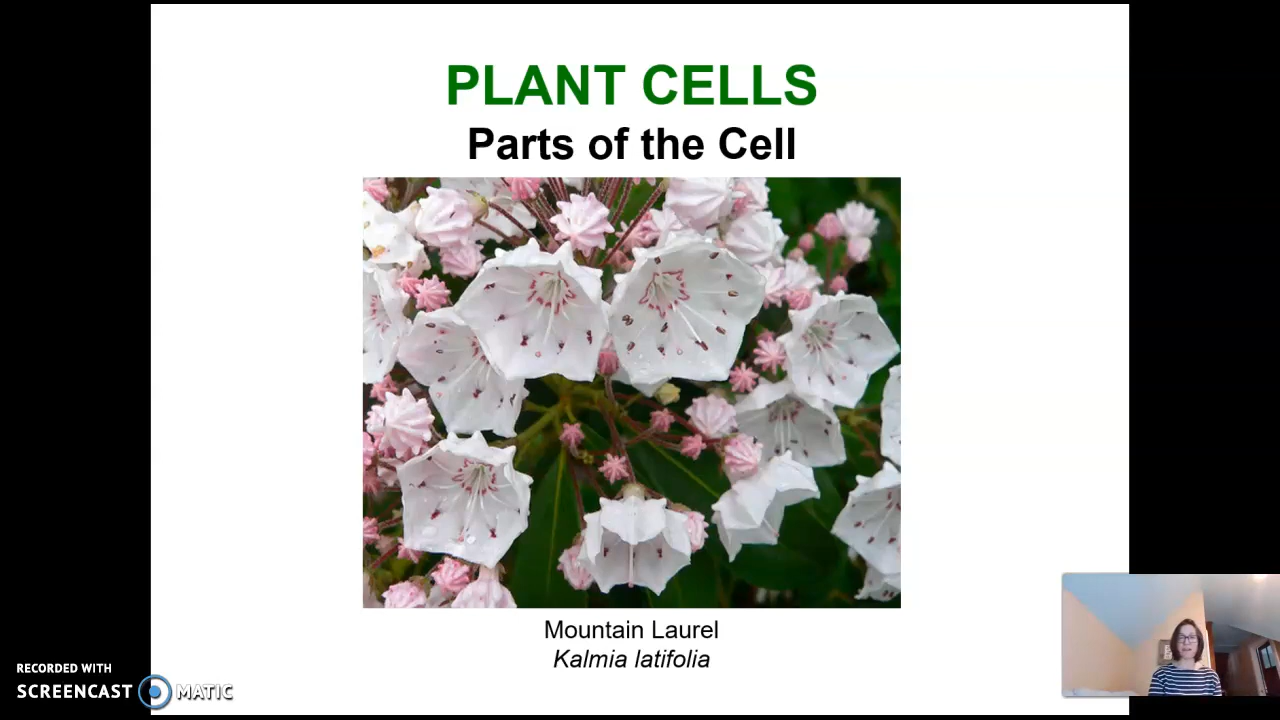 PLANT CELLS
Parts of the Cell
Mountain Laurel
Kalmia latifolia
RECORDED WITH
SCREENCAST MATIC